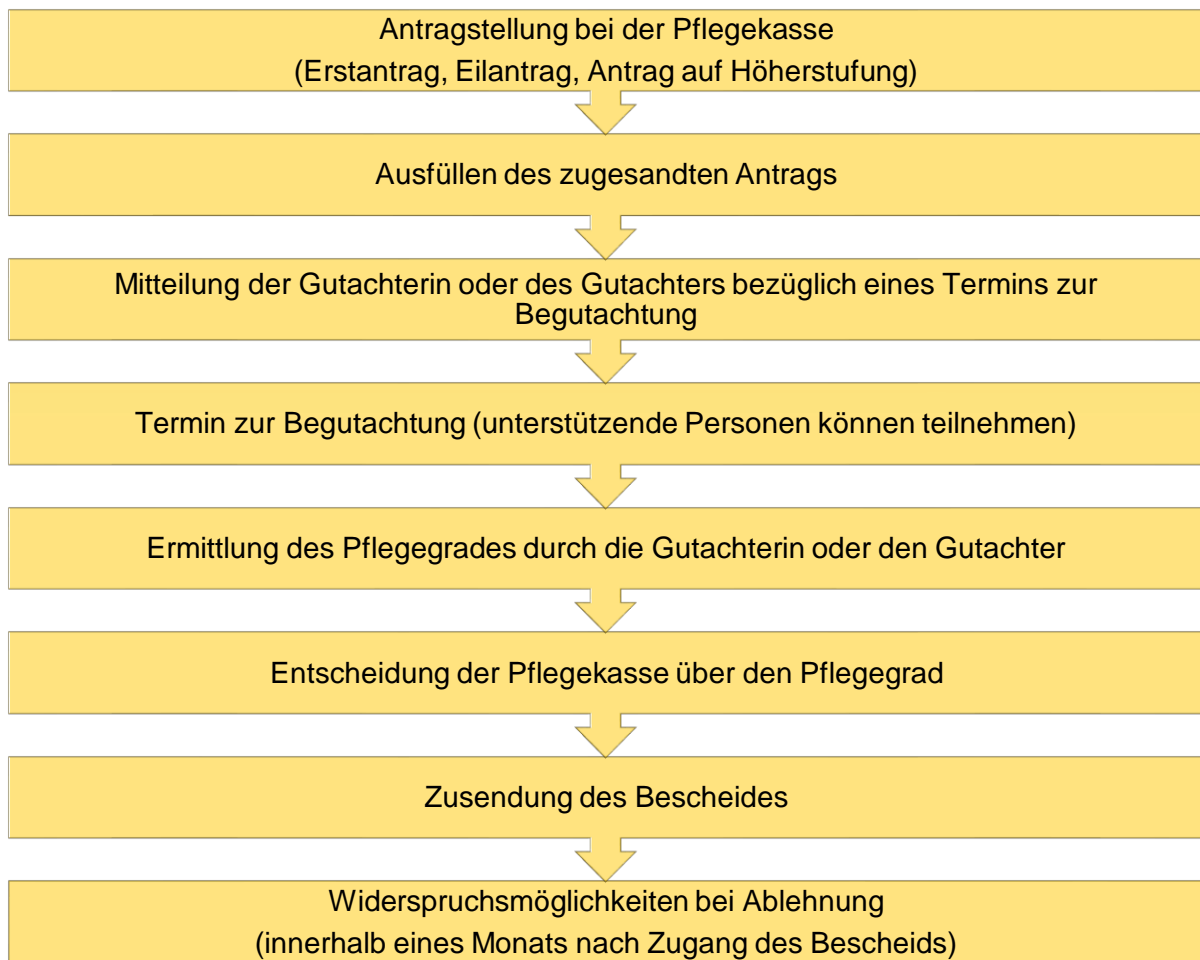 Antragstellung bei der Pflegekasse
(Erstantrag, Eilantrag, Antrag auf Höherstufung)
Ausfüllen des zugesandten Antrags
Mitteilung der Gutachterin oder des Gutachters bezüglich eines Termins zur
Begutachtung
Termin zur Begutachtung (unterstützende Personen können teilnehmen)
Ermittlung des Pflegegrades durch die Gutachterin oder den Gutachter
Entscheidung der Pflegekasse über den Pflegegrad
Zusendung des Bescheides
Widerspruchsmöglichkeiten bei Ablehnung
(innerhalb eines Monats nach Zugang des Bescheids)